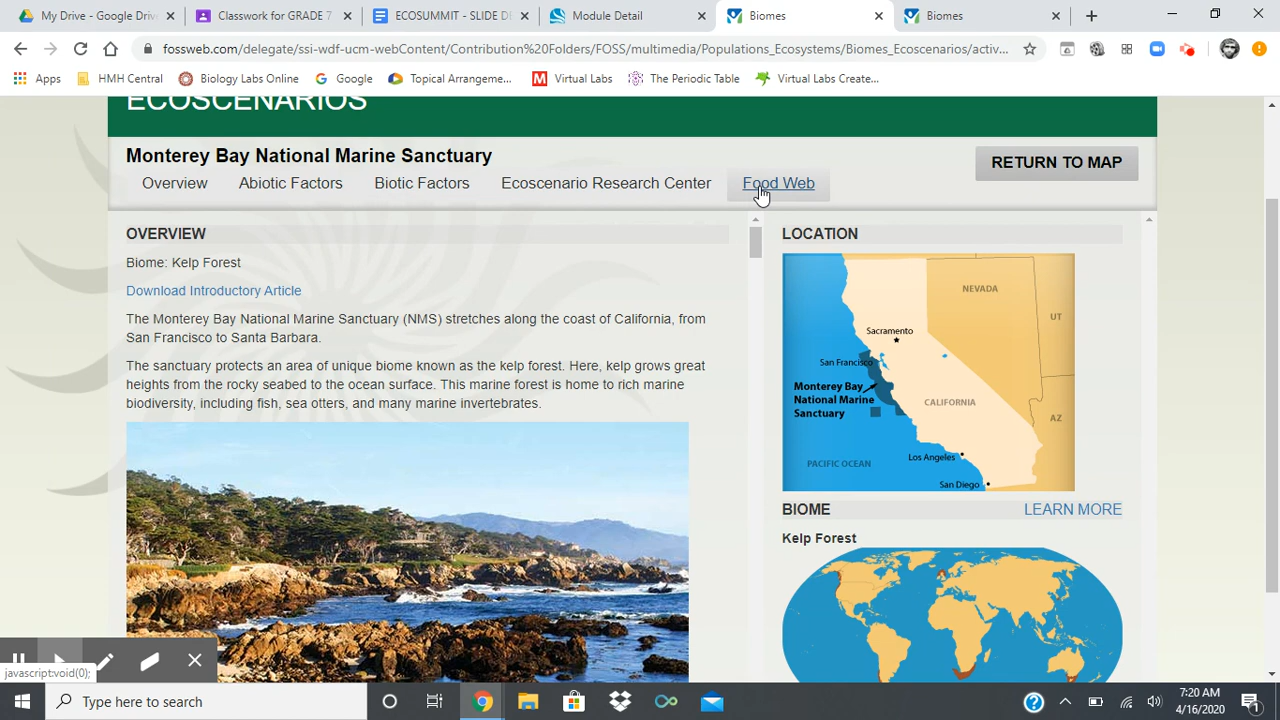 My Drive - Google Drive
Classwork for GRADE 7
ECOSUMMIT - SLIDE DE
Module Detail
Biomes
Biomes
fossweb.com/delegate/ssi-wdf-ucm-webContent/Contribution%20Folders/FOSS/multimedia/Populations_Ecosystems/Biomes_Ecoscenarios/activ...
Apps
HMH Central
Biology Labs Online
Google
Topical Arrangeme...
Virtual Labs
The Periodic Table
Virtual Labs Create...
ECOSCENARIOS
Monterey Bay National Marine Sanctuary
RETURN TO MAP
Overview
Abiotic Factors
Biotic Factors
Ecoscenario Research Center
Food Web
OVERVIEW
Biome: Kelp Forest
Download Introductory Article
The Monterey Bay National Marine Sanctuary (NMS) stretches along the coast of California, from
San Francisco to Santa Barbara.
The sanctuary protects an area of unique biome known as the kelp forest. Here, kelp grows great
heights from the rocky seabed to the ocean surface. This marine forest is home to rich marine
biodiversity, including fish, sea otters, and many marine invertebrates.
LOCATION
NEVADA
UT
Sacramento
San Francisco
Monterey Bay
National Marine
Sanctuary
CALIFORNIA
AZ
PACIFIC OCEAN
Los Angeles
San Diego
BIOME
LEARN MORE
Kelp Forest
javascript:void(0);
Type here to search
7:20 AM
4/16/2020
1